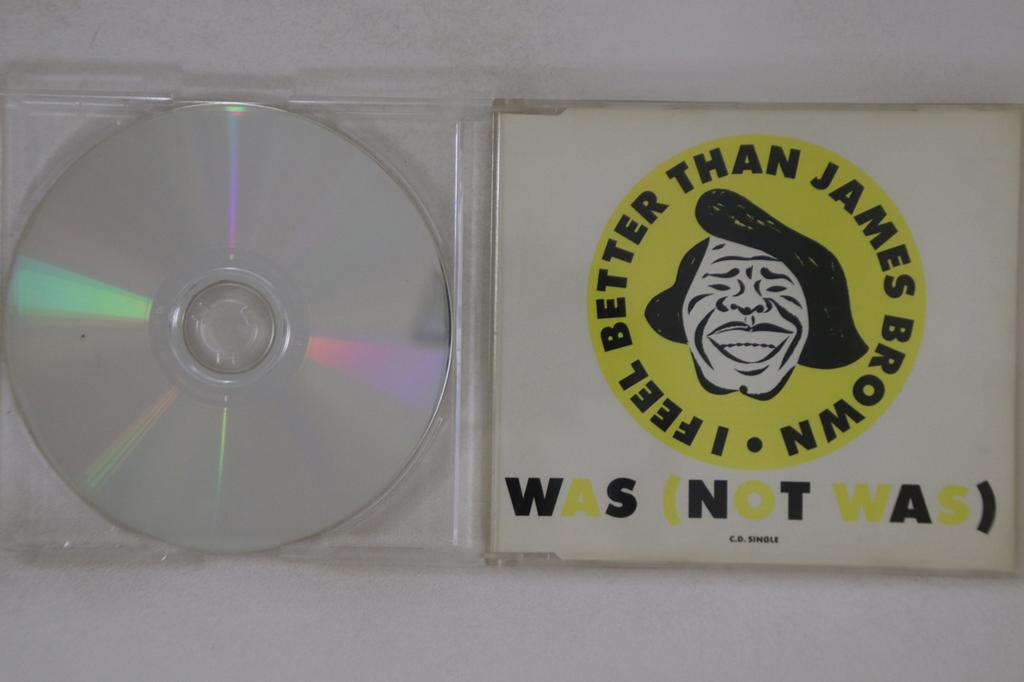 I FEEL BETTER THAN JAMES BROWN •
WAS (NOT WAS)
C.D. SINGLE